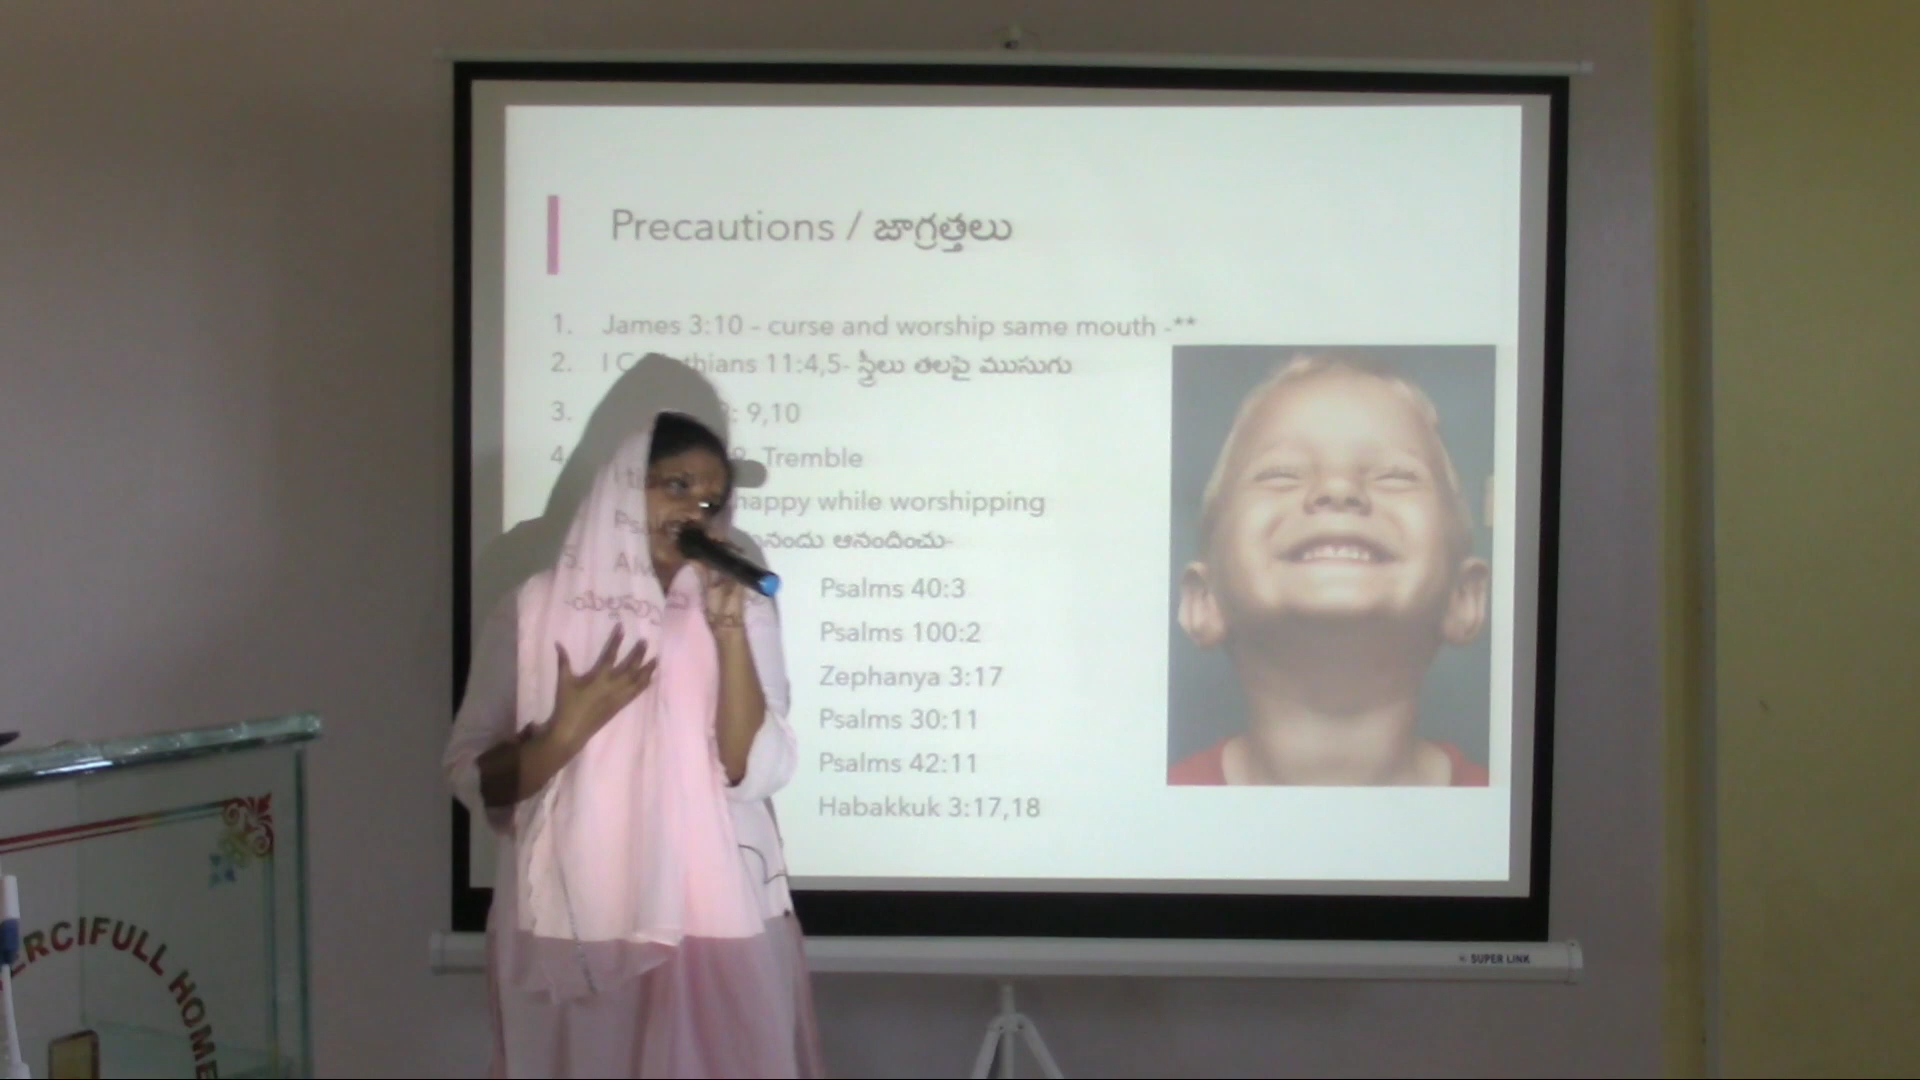 Precautions / జాగ్రత్తలు
1. James 3:10 - curse and worship same mouth -**
2. I 11:4,5- స్త్రీలు తలపై ముసుగు
3. 9,10
4 Tremble
happy while worshipping
ఆనందించు-
5.
Psalms 40:3
Psalms 100:2
Zephanya 3:17
Psalms 30:11
Psalms 42:11
Habakkuk 3:17,18
SUPER LINK
ERCIFULL HOME